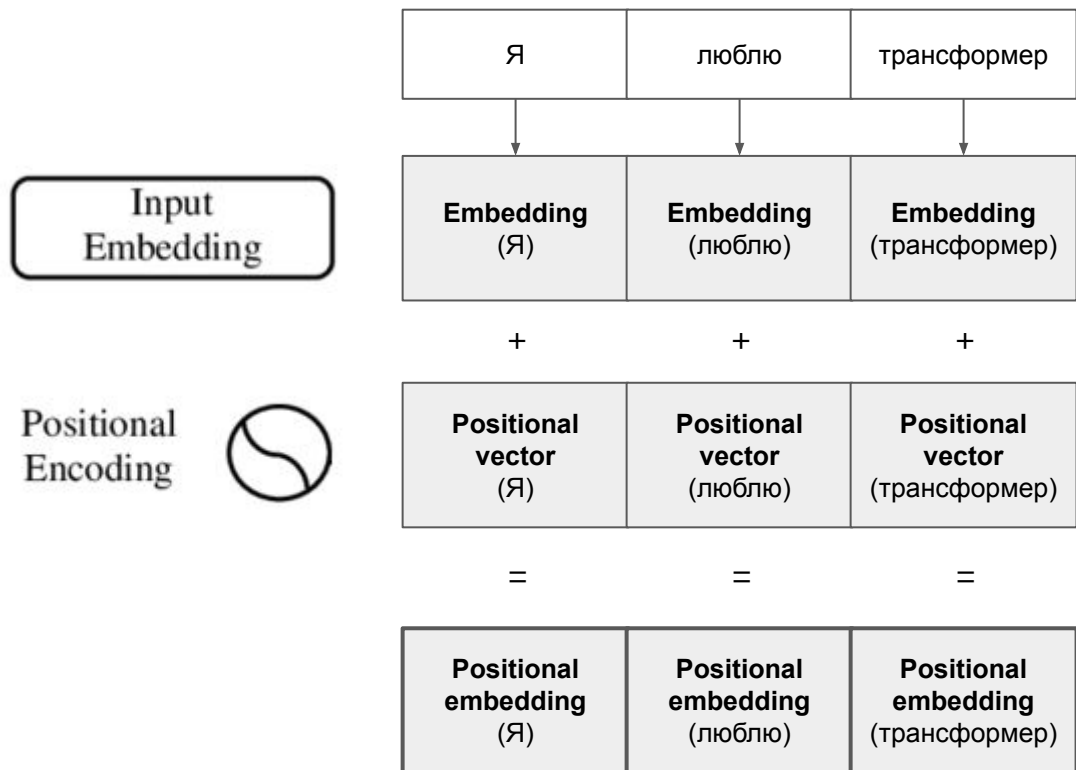 Я люблю трансформер
Input
Embedding
Embedding
(Я)
Embedding
(люблю)
Embedding
(трансформер)
+ + +
Positional
Encoding
Positional
vector
(Я)
Positional
vector
(люблю)
Positional
vector
(трансформер)
= = =
Positional
embedding
(Я)
Positional
embedding
(люблю)
Positional
embedding
(трансформер)